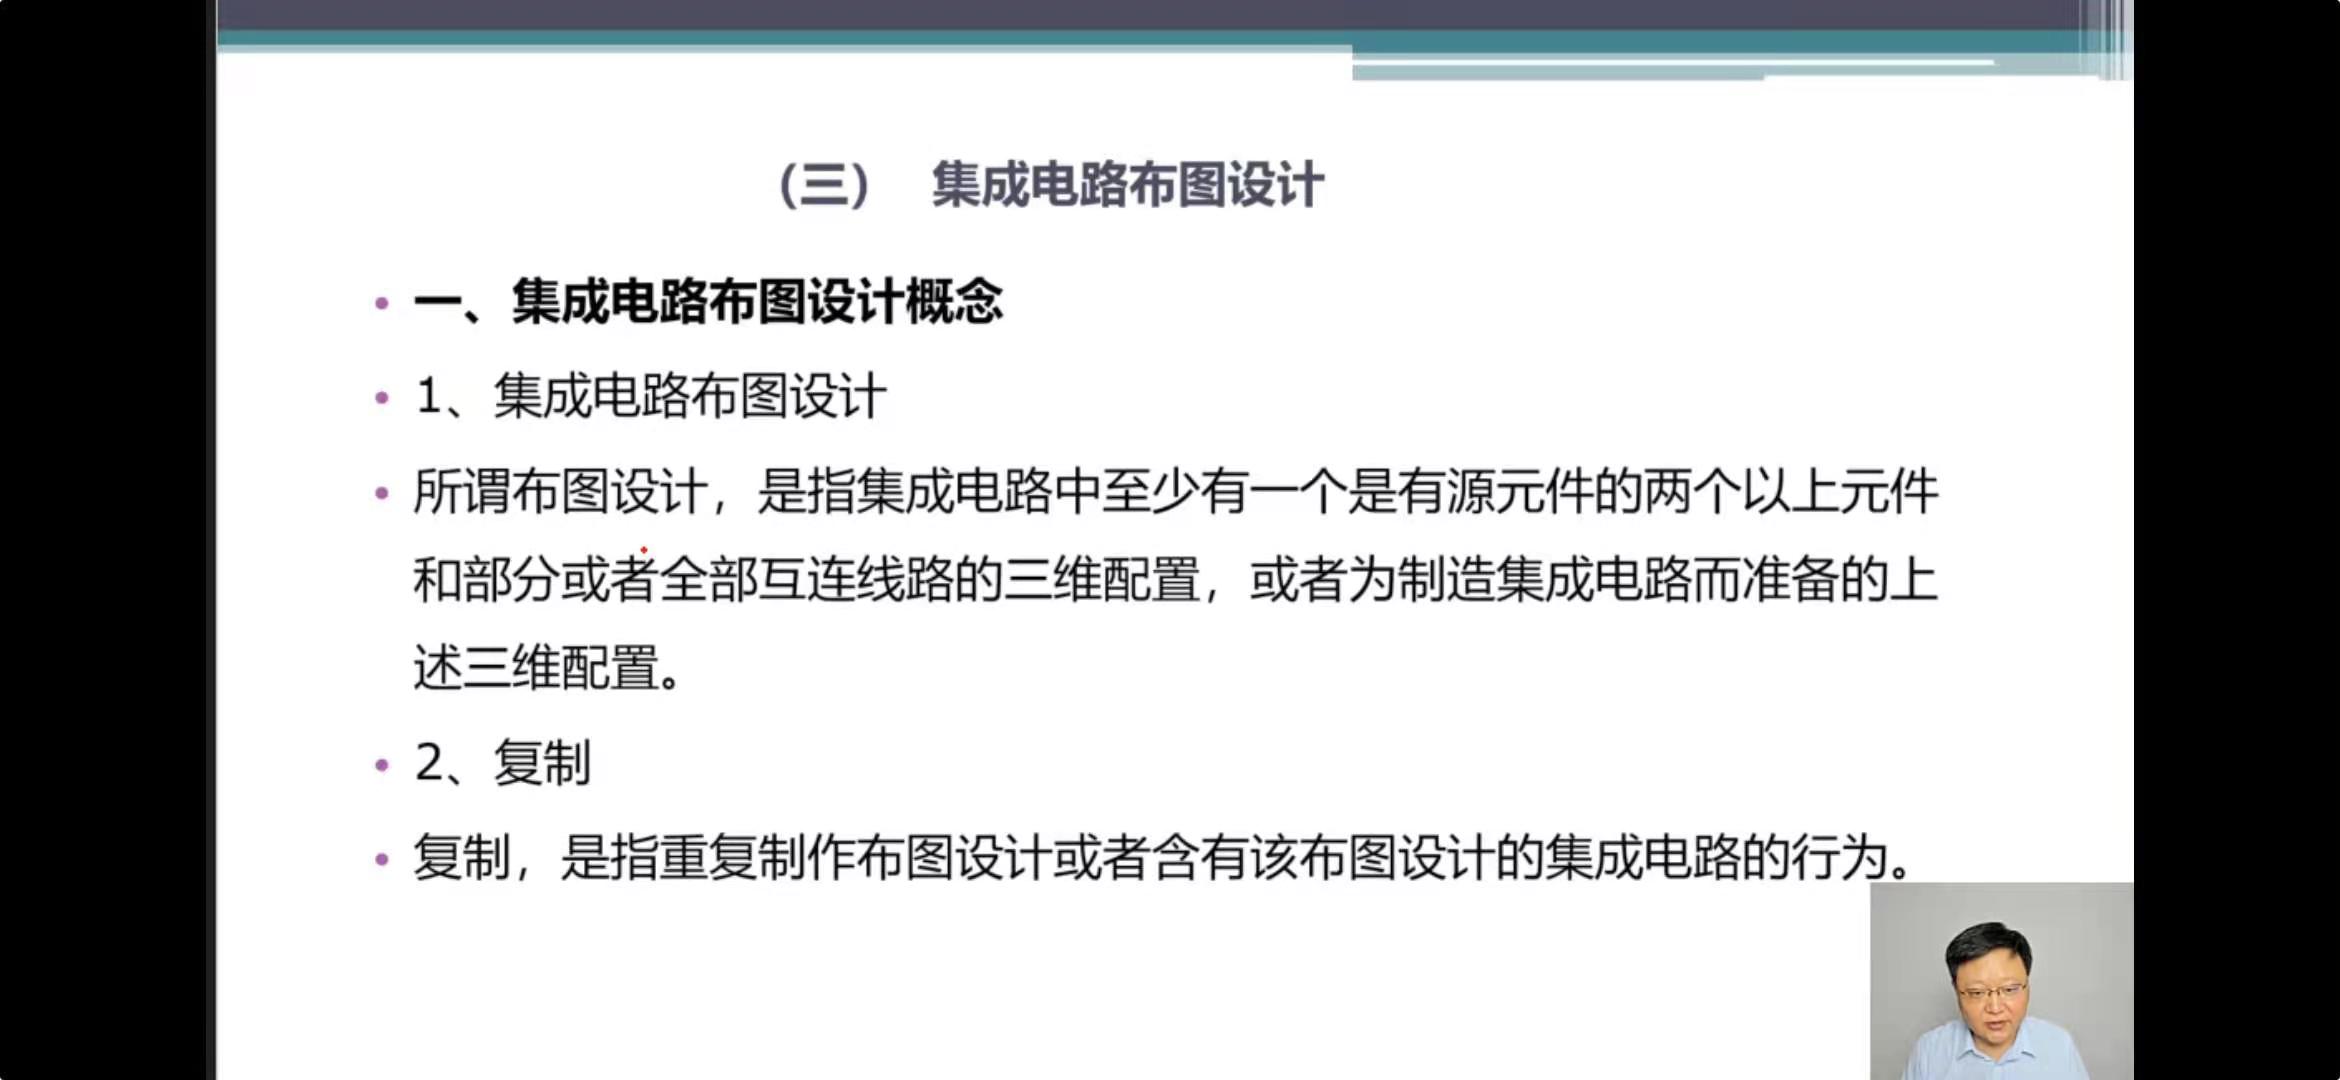 （三） 集成电路布图设计
• 一、集成电路布图设计概念
• 1、集成电路布图设计
• 所谓布图设计，是指集成电路中至少有一个是有源元件的两个以上元件
和部分或者全部互连线路的三维配置，或者为制造集成电路而准备的上
述三维配置。
• 2、复制
• 复制，是指重复制作布图设计或者含有该布图设计的集成电路的行为。